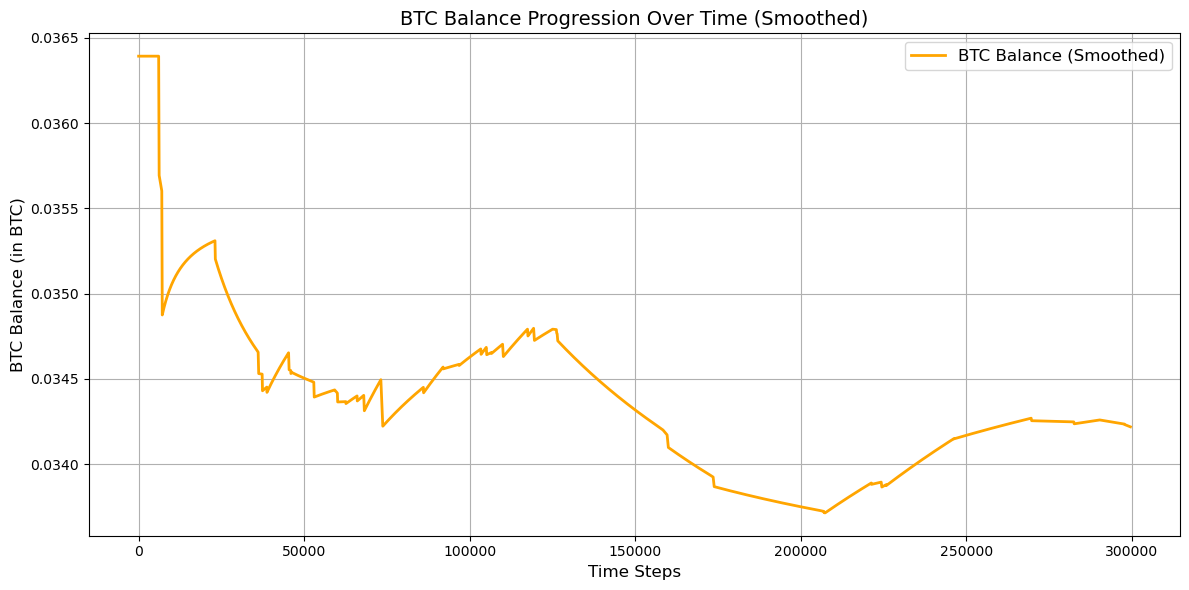 BTC Balance Progression Over Time (Smoothed)
BTC Balance (Smoothed)
BTC Balance (in BTC)
0.0365
0.0360
0.0355
0.0350
0.0345
0.0340
0 50000 100000 150000 200000 250000 300000
Time Steps